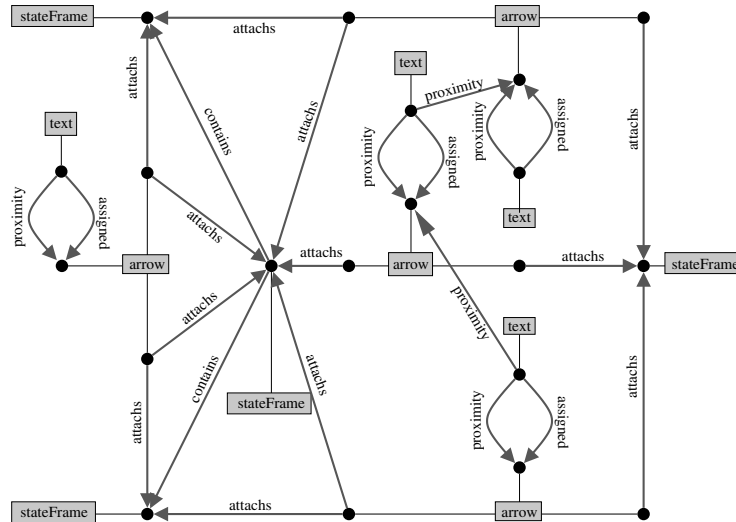 stateFrame
arrow
attachs
text
attachs
contains
attachs
proximity
attachs
text
proximity
assigned
proximity
assigned
proximity
assigned
text
attachs
arrow
attachs
arrow
attachs
stateFrame
attachs
proximity
text
contains
attachs
attachs
stateFrame
attachs
proximity
assigned
stateFrame
attachs
arrow